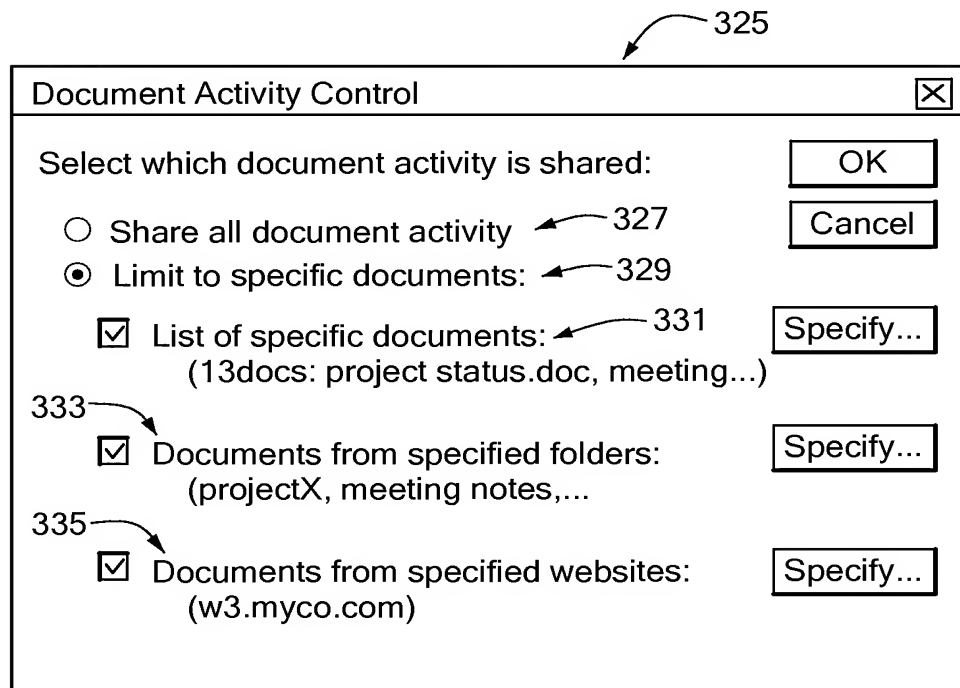 325
Document Activity Control
Select which document activity is shared:
OK
Share all document activity
327
Cancel
Limit to specific documents:
329
List of specific documents:
331
Specify...
(13docs: project status.doc, meeting...)
333
Documents from specified folders:
Specify...
(projectX, meeting notes,...
335
Documents from specified websites:
Specify...
(w3.myco.com)